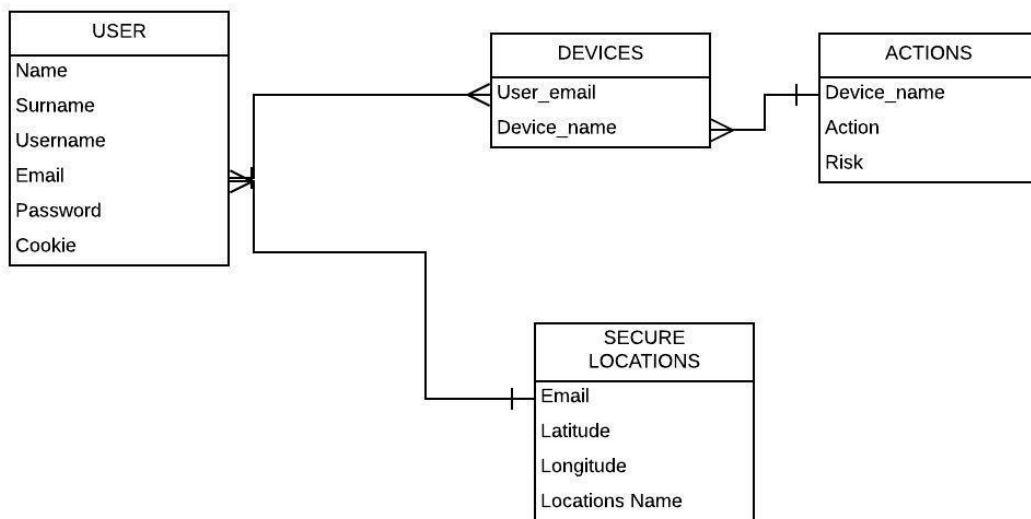 USER
Name
Surname
Username
Email
Password
Cookie
DEVICES
User_email
Device_name
ACTIONS
Device_name
Action
Risk
SECURE
LOCATIONS
Email
Latitude
Longitude
Locations Name